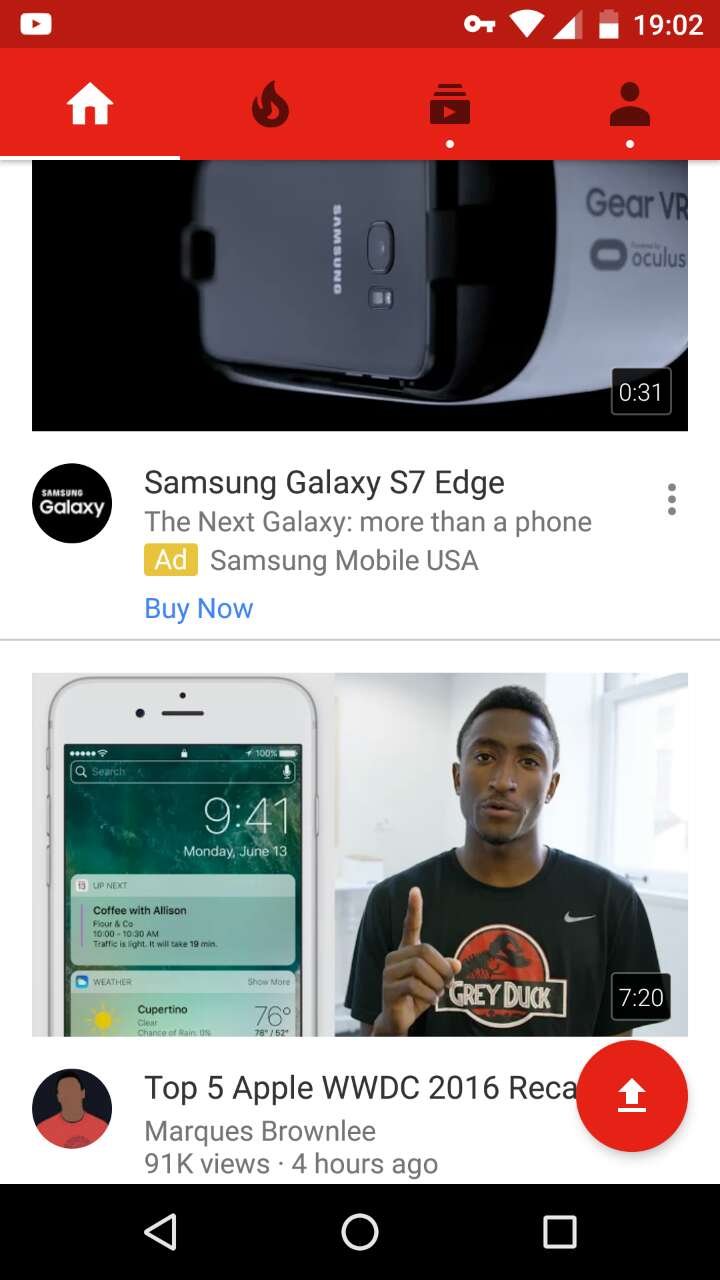 19:02
SAMSUNG
Gear VR
Powered by
oculus
0:31
SAMSUNG
Galaxy
Samsung Galaxy S7 Edge
The Next Galaxy: more than a phone
Ad Samsung Mobile USA
Buy Now
100%
Search
9:41
Monday, June 13
UP NEXT
Coffee with Allison
Flour & Co
10:00 - 10:30 AM
Traffic is light. It will take 19 min.
WEATHER Show More
Cupertino 76°
Clear
Chance of Rain: 0% 78° / 52°
GREY DUCK
7:20
Top 5 Apple WWDC 2016 Reca
Marques Brownlee
91K views · 4 hours ago